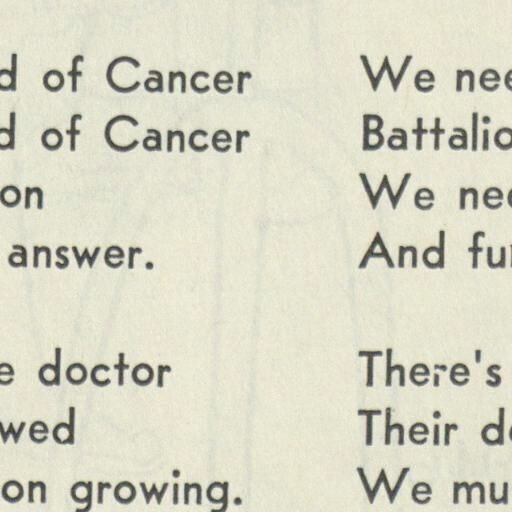 d of Cancer
d of Cancer
on
answer.
e doctor
wed
on growing.
We nee
Battalio
We nee
And fu
There's
Their d
We mu